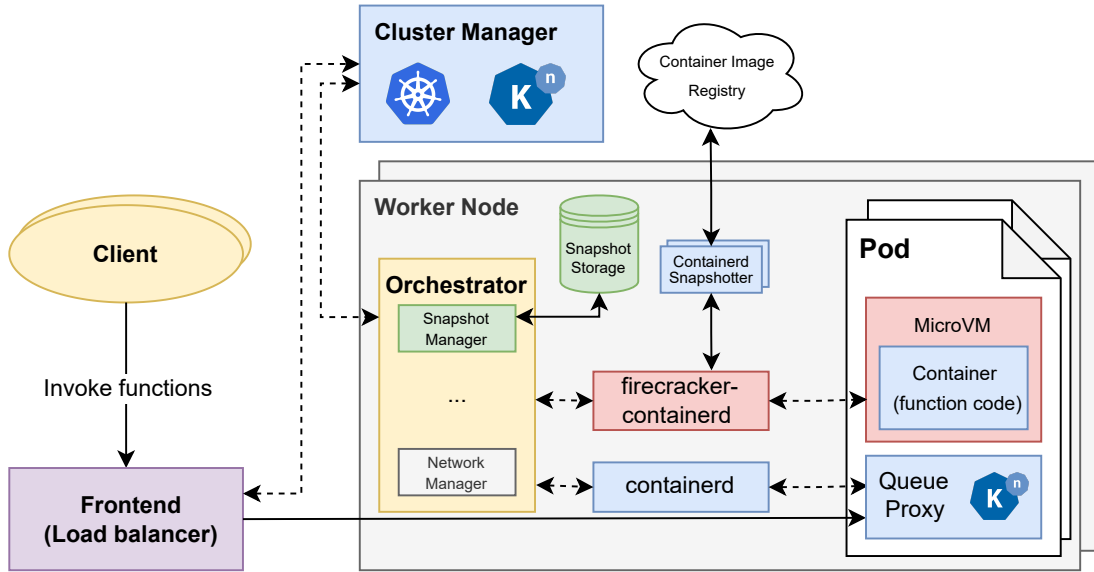 Cluster Manager
K
n
Container Image
Registry
Client
Invoke functions
Frontend
(Load balancer)
Worker Node
Snapshot
Storage
Containerd
Snapshotter
Orchestrator
Snapshot
Manager
...
Network
Manager
firecracker-
containerd
containerd
Pod
MicroVM
Container
(function code)
Queue
Proxy
K
n